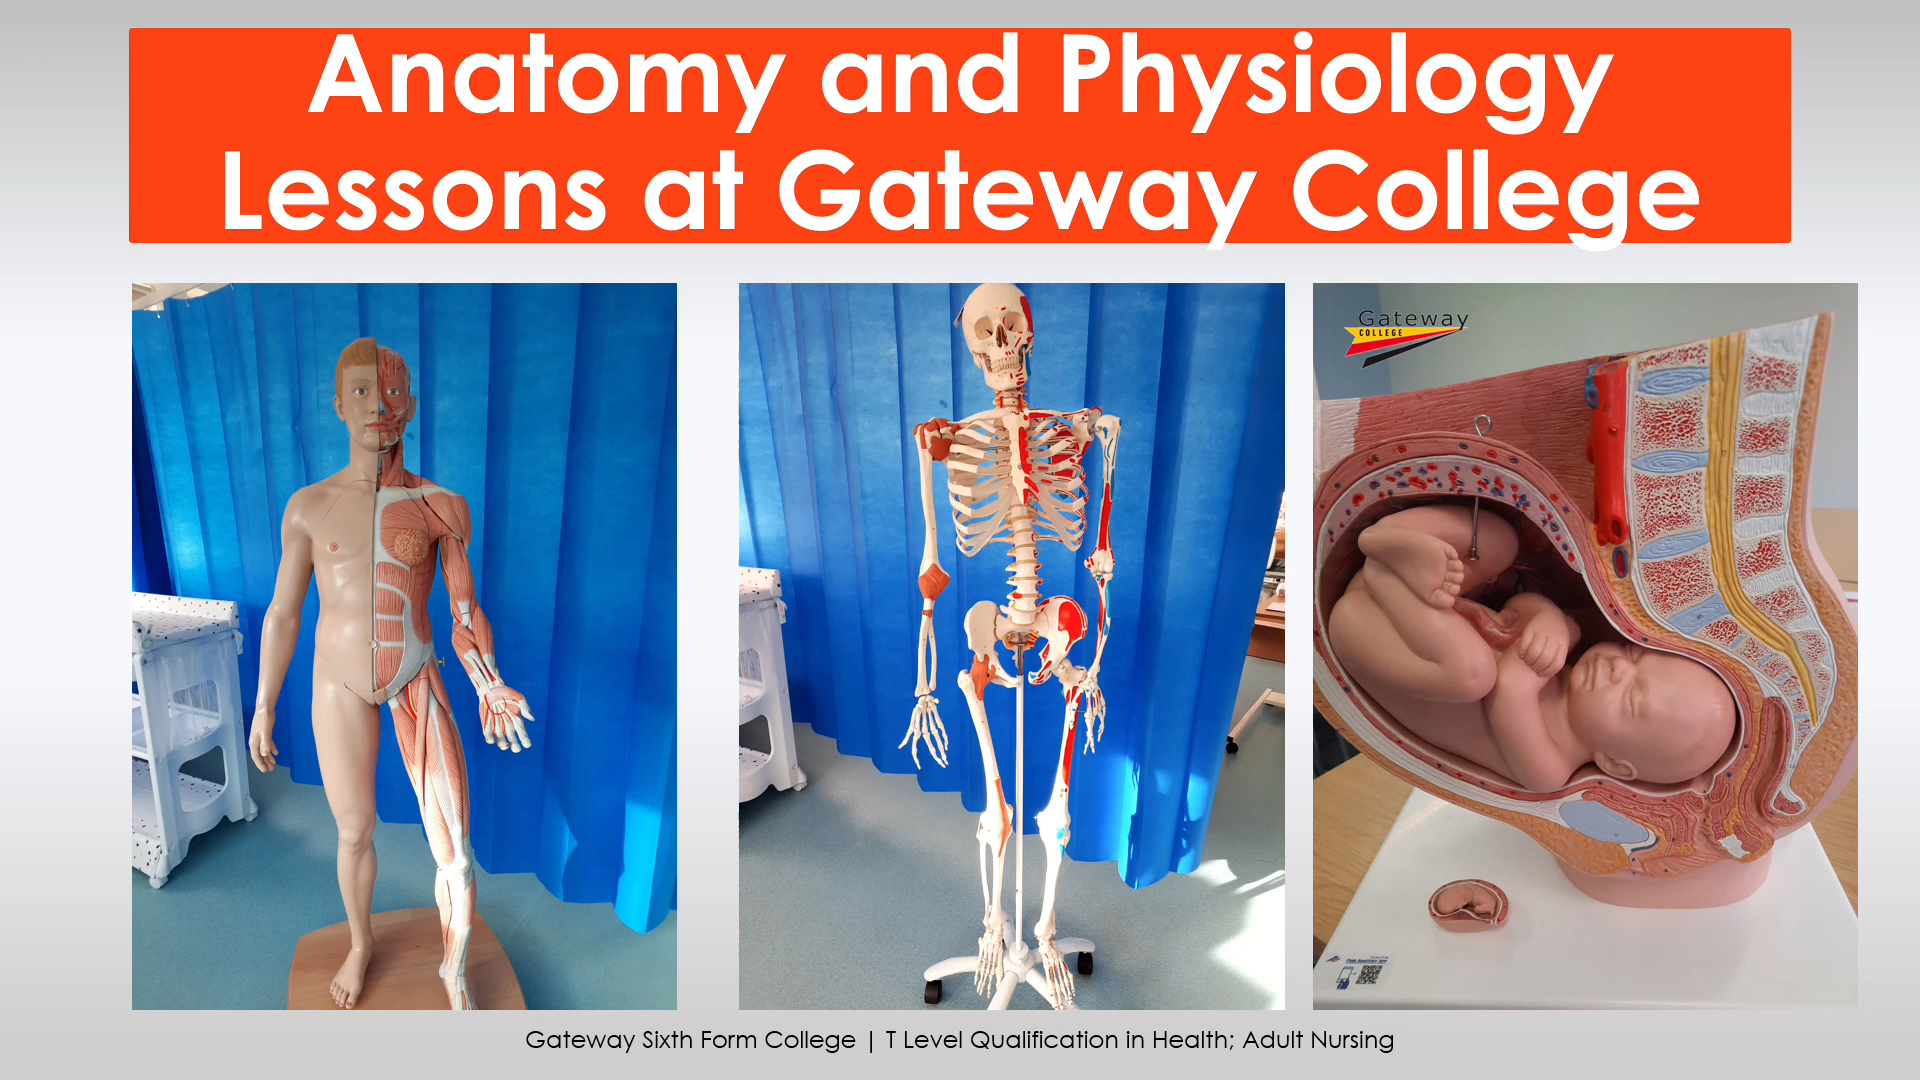 Anatomy and Physiology
Lessons at Gateway College
Gateway
COLLEGE
Gateway Sixth Form College | T Level Qualification in Health; Adult Nursing